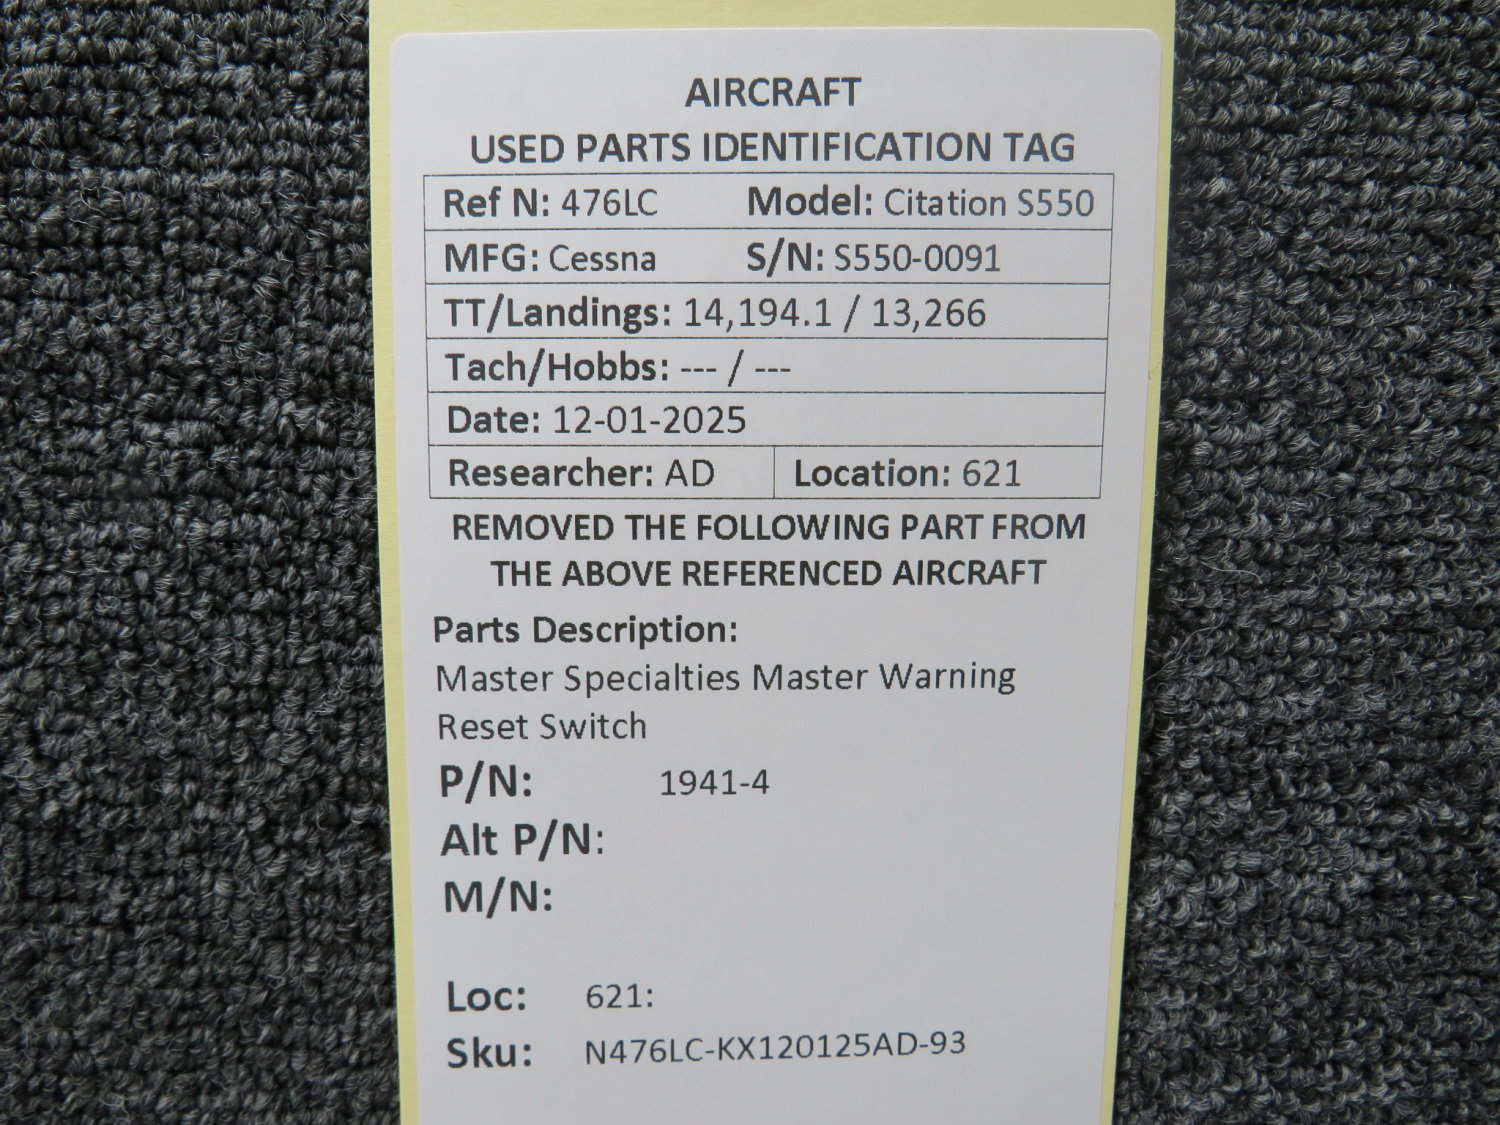 AIRCRAFT
USED PARTS IDENTIFICATION TAG
Ref N: 476LC Model: Citation S550
MFG: Cessna S/N: S550-0091
TT/Landings: 14,194.1 / 13,266
Tach/Hobbs: --- / ---
Date: 12-01-2025
Researcher: AD Location: 621
REMOVED THE FOLLOWING PART FROM
THE ABOVE REFERENCED AIRCRAFT
Parts Description:
Master Specialties Master Warning
Reset Switch
P/N: 1941-4
Alt P/N:
M/N:
Loc: 621:
Sku: N476LC-KX120125AD-93